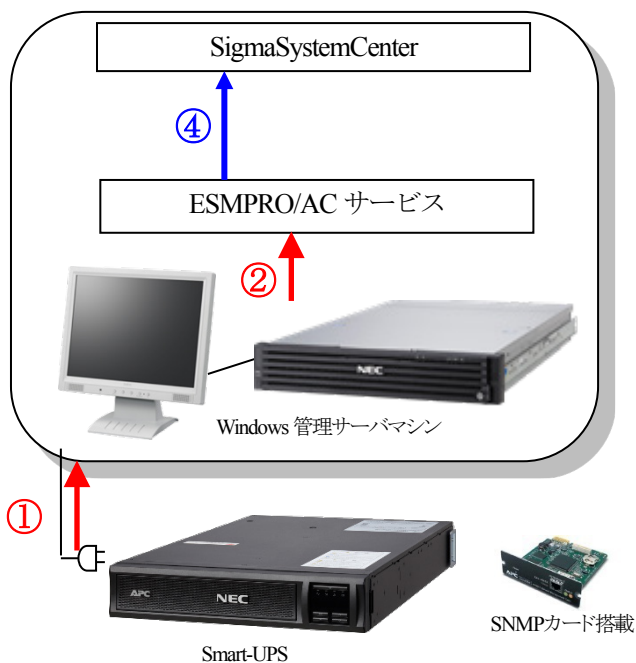 SigmaSystemCenter
④
ESMPRO/AC サービス
②
NEC
Windows 管理サーバマシン
①
APC
NEC
SNMPカード搭載
Smart-UPS